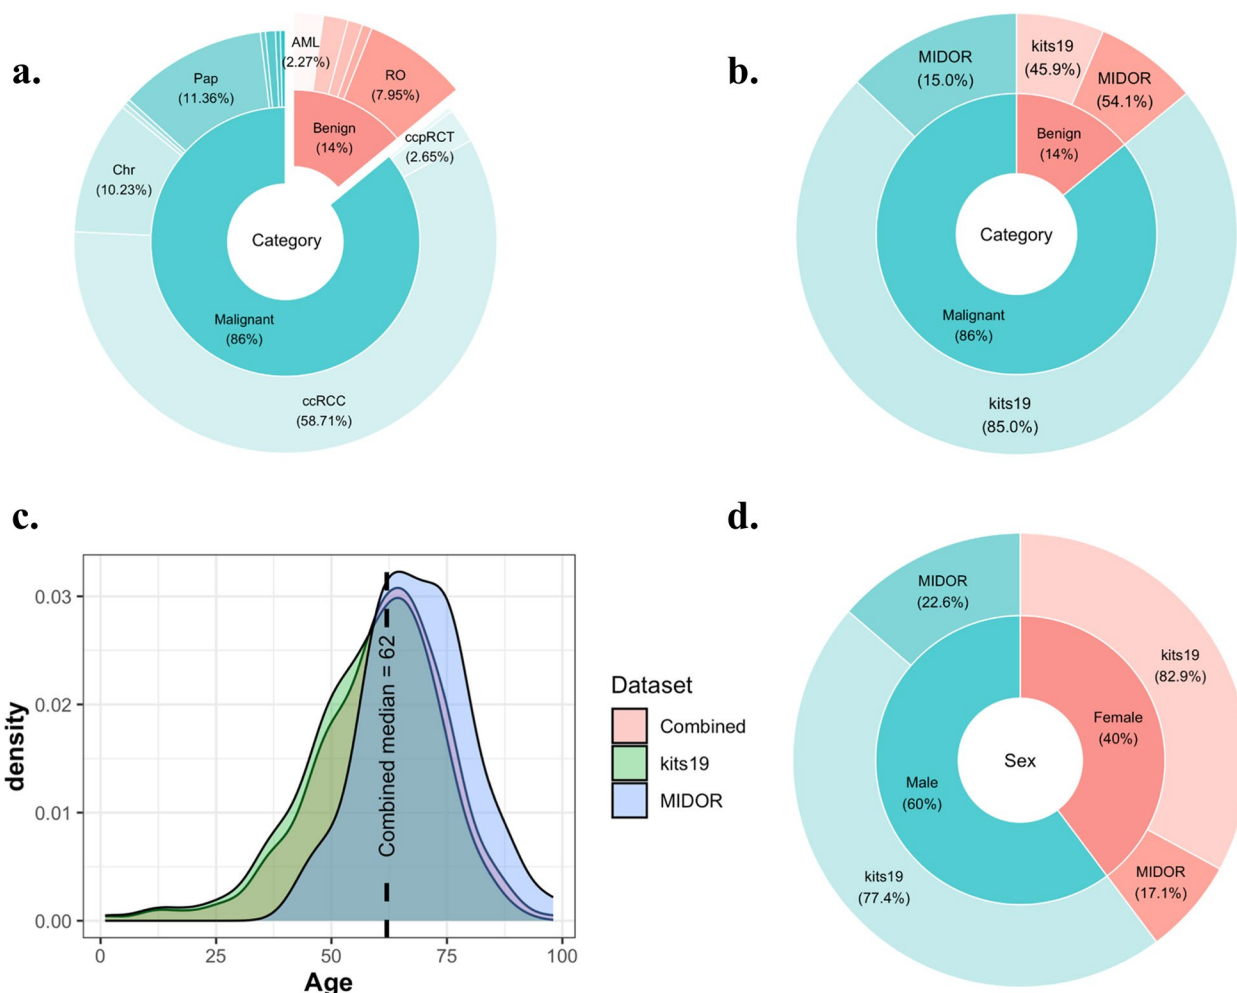 a.
AML
(2.27%)
RO
(7.95%)
Pap
(11.36%)
Benign
(14%)
ccpRCT
(2.65%)
Chr
(10.23%)
Category
Malignant
(86%)
ccRCC
(58.71%)
b.
MIDOR
(15.0%)
kits19
(45.9%)
MIDOR
(54.1%)
Benign
(14%)
Category
Malignant
(86%)
kits19
(85.0%)
c.
density
0.03
0.02
0.01
0.00
Combined median = 62
0
25
50
75
100
Age
Dataset
Combined
kits19
MIDOR
d.
MIDOR
(22.6%)
kits19
(82.9%)
Female
(40%)
Sex
Male
(60%)
MIDOR
(17.1%)
kits19
(77.4%)